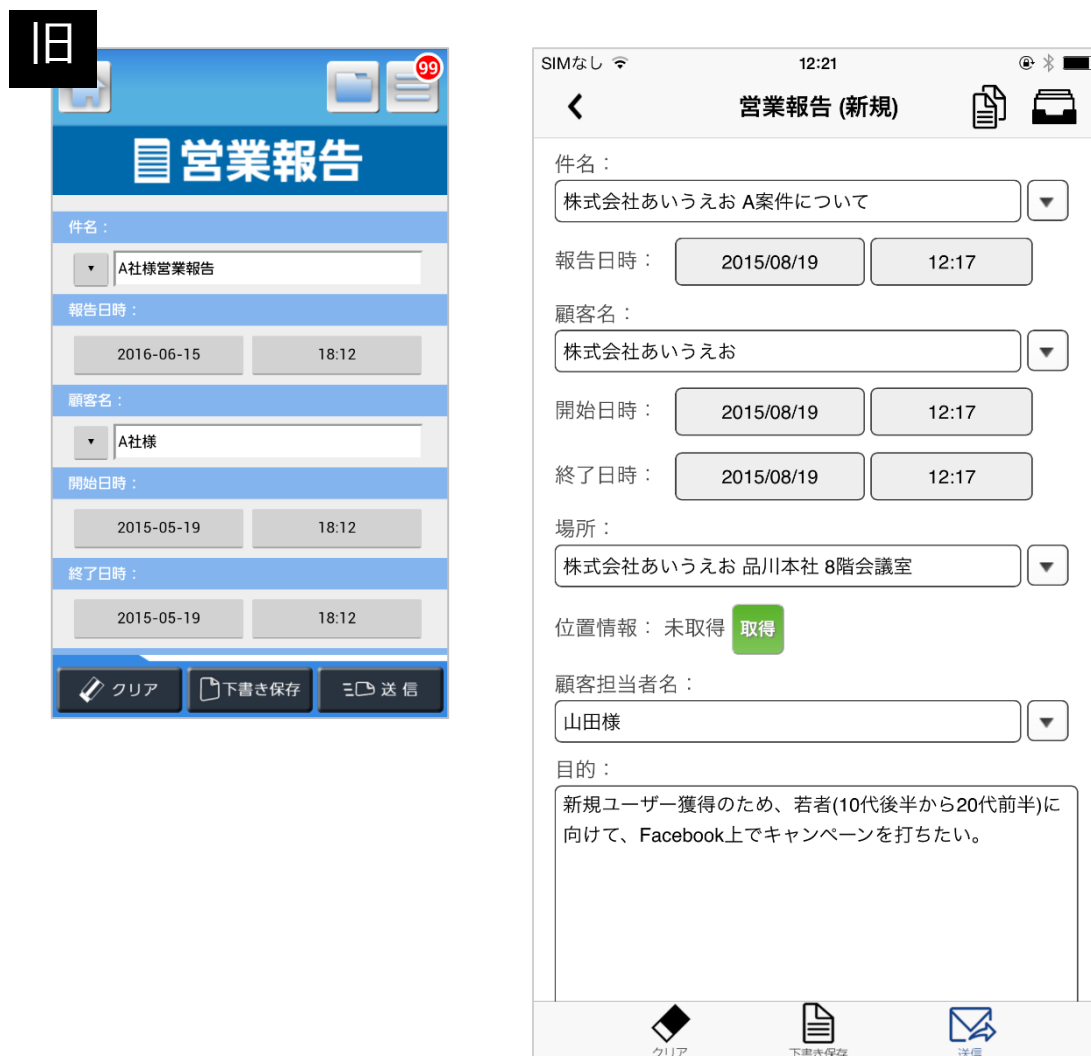 旧
99
営業報告
件名：
▼ A社様営業報告
報告日時：
2016-06-15 18:12
顧客名：
▼ A社様
開始日時：
2015-05-19 18:12
終了日時：
2015-05-19 18:12
クリア 下書き保存 送 信
SIMなし 12:21
営業報告 (新規)
件名：
株式会社あいうえお A案件について ▼
報告日時： 2015/08/19 12:17
顧客名：
株式会社あいうえお ▼
開始日時： 2015/08/19 12:17
終了日時： 2015/08/19 12:17
場所：
株式会社あいうえお 品川本社 8階会議室 ▼
位置情報： 未取得 取得
顧客担当者名：
山田様 ▼
目的：
新規ユーザー獲得のため、若者(10代後半から20代前半)に
向けて、Facebook上でキャンペーンを打ちたい。
クリア 下書き保存 送信